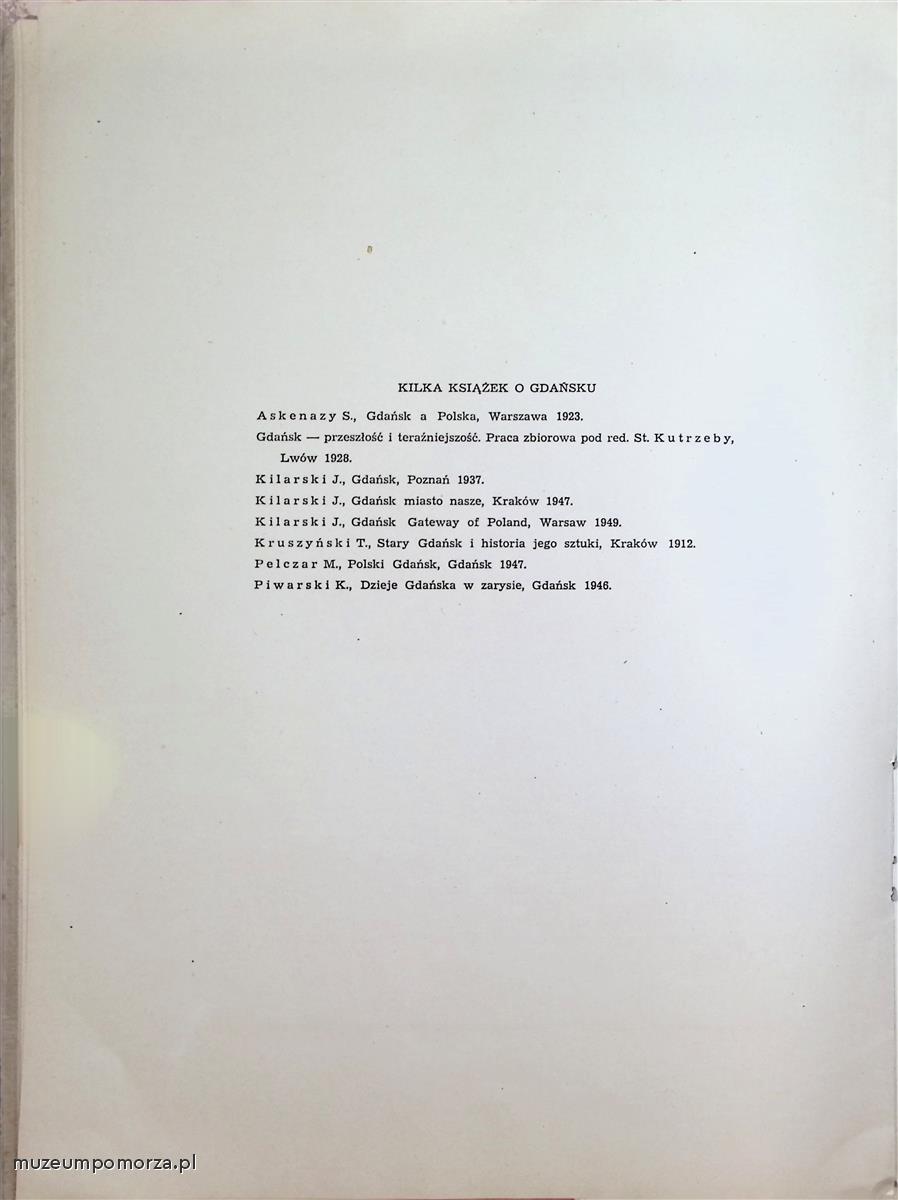 KILKA KSIĄŻEK O GDAŃSKU
Askenazy S., Gdańsk a Polska, Warszawa 1923.
Gdańsk — przeszłość i teraźniejszość. Praca zbiorowa pod red. St. Kutrzeby,
Lwów 1928.
Kilarski J., Gdańsk, Poznań 1937.
Kilarski J., Gdańsk miasto nasze, Kraków 1947.
Kilarski J., Gdańsk Gateway of Poland, Warsaw 1949.
Kruszyński T., Stary Gdańsk i historia jego sztuki, Kraków 1912.
Pelczar M., Polski Gdańsk, Gdańsk 1947.
Piwarski K., Dzieje Gdańska w zarysie, Gdańsk 1946.
muzeumpomorza.pl